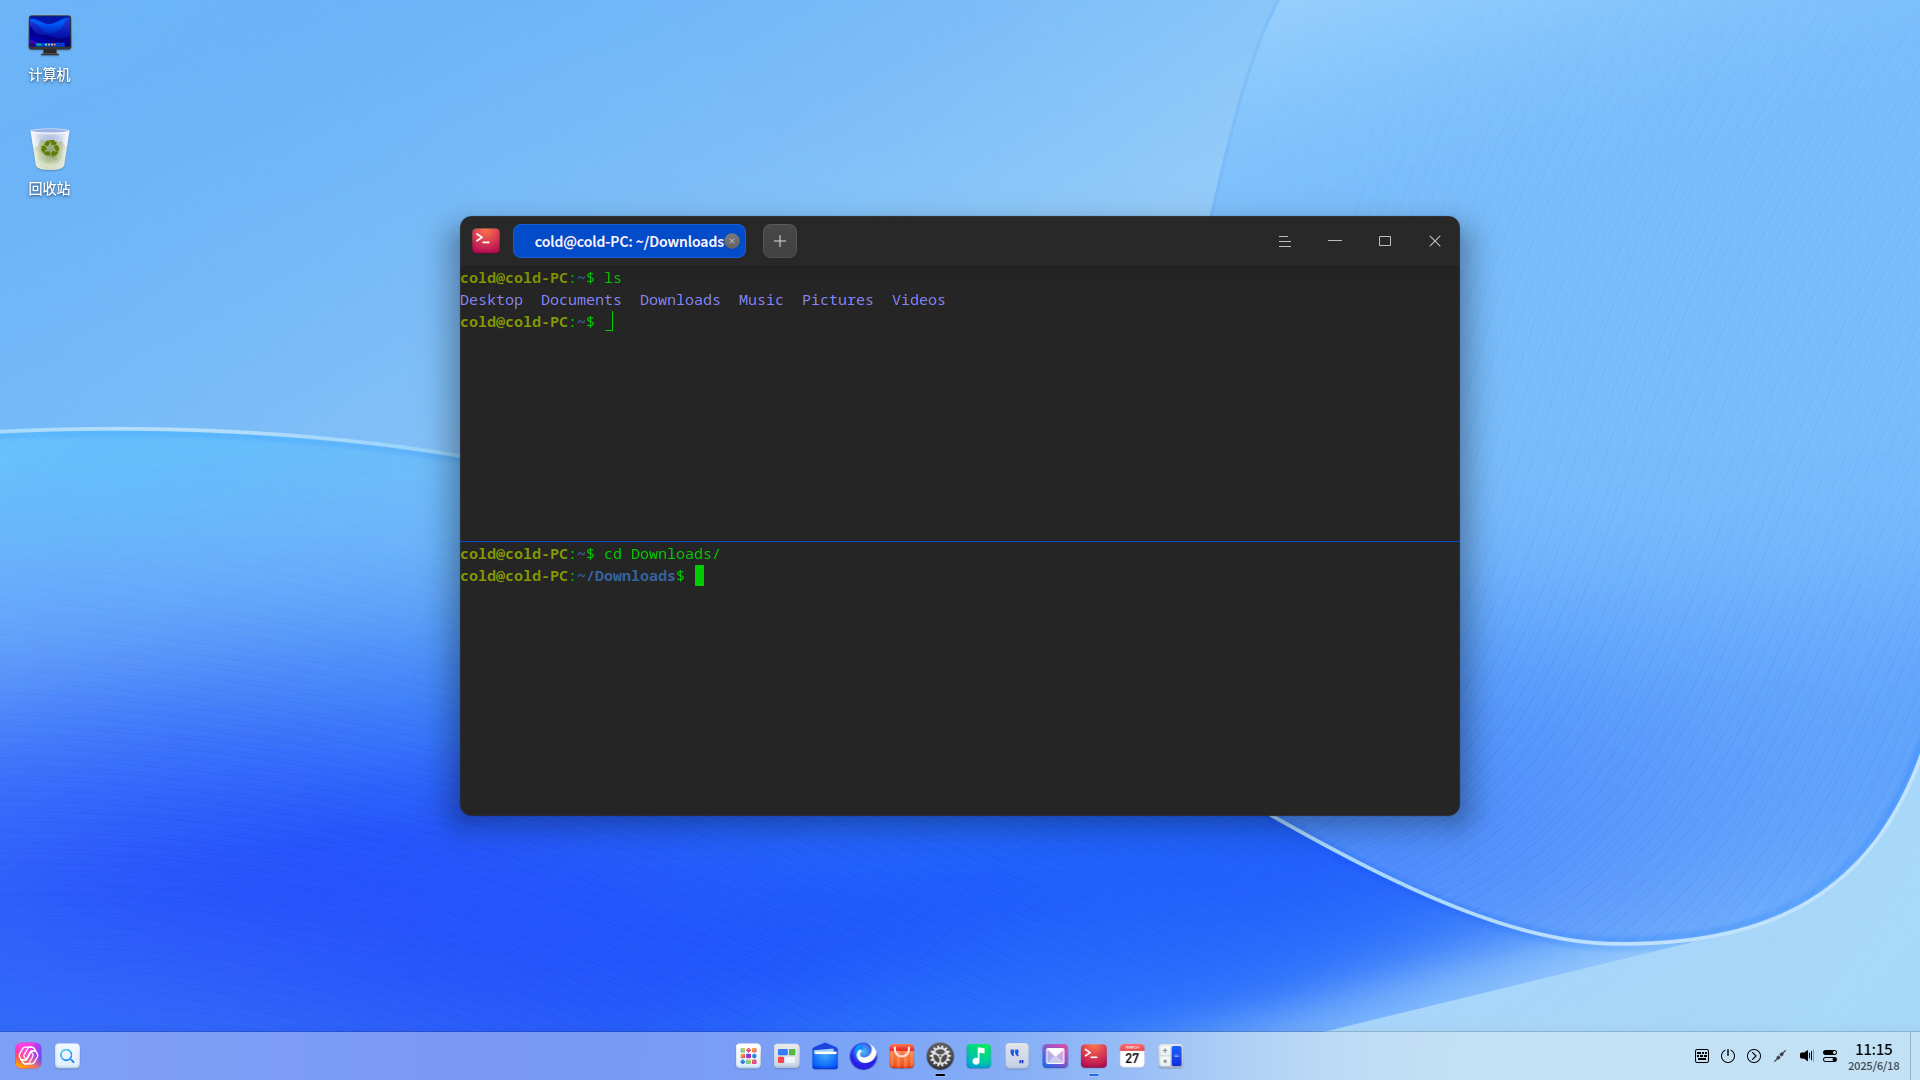 计算机
回收站
cold@cold-PC: ~/Downloads
cold@cold-PC:~$ ls
Desktop  Documents  Downloads  Music  Pictures  Videos
cold@cold-PC:~$
cold@cold-PC:~$ cd Downloads/
cold@cold-PC:~/Downloads$
MARCH
27
11:15
2025/6/18